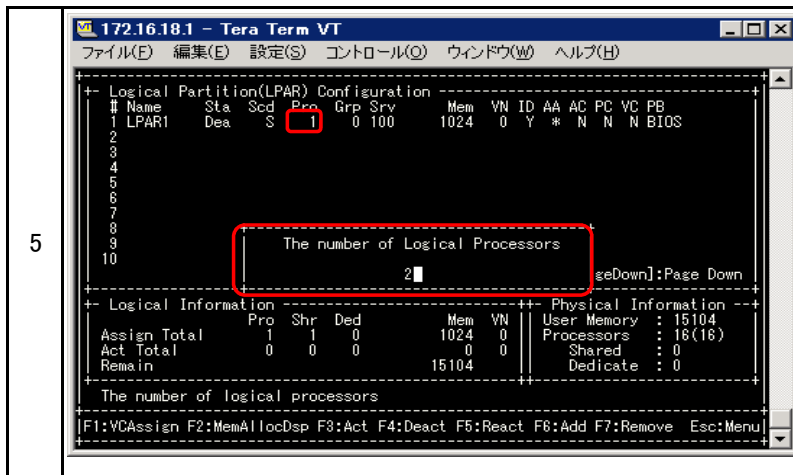 172.16.18.1 - Tera Term VT
ファイル(F) 編集(E) 設定(S) コントロール(O) ウィンドウ(W) ヘルプ(H)
+- Logical Partition(LPAR) Configuration -+
# Name Sta Scd Pro Grp Srv Mem VN ID AA AC PC VC PB
1 LPAR1 Dea S 1 0 100 1024 0 Y * N N N BIOS
2
3
4
5
6
7
8
9
10
The number of Logical Processors
2
geDown]:Page Down
5
+- Logical Information -++- Physical Information --+
Pro Shr Ded Mem VN || User Memory : 15104
Assign Total 1 1 0 1024 0 || Processors : 16(16)
Act Total 0 0 0 0 0 || Shared : 0
Remain 15104 || Dedicate : 0
The number of logical processors
F1:VCAssign F2:MemAllocDsp F3:Act F4:Deact F5:React F6:Add F7:Remove Esc:Menu